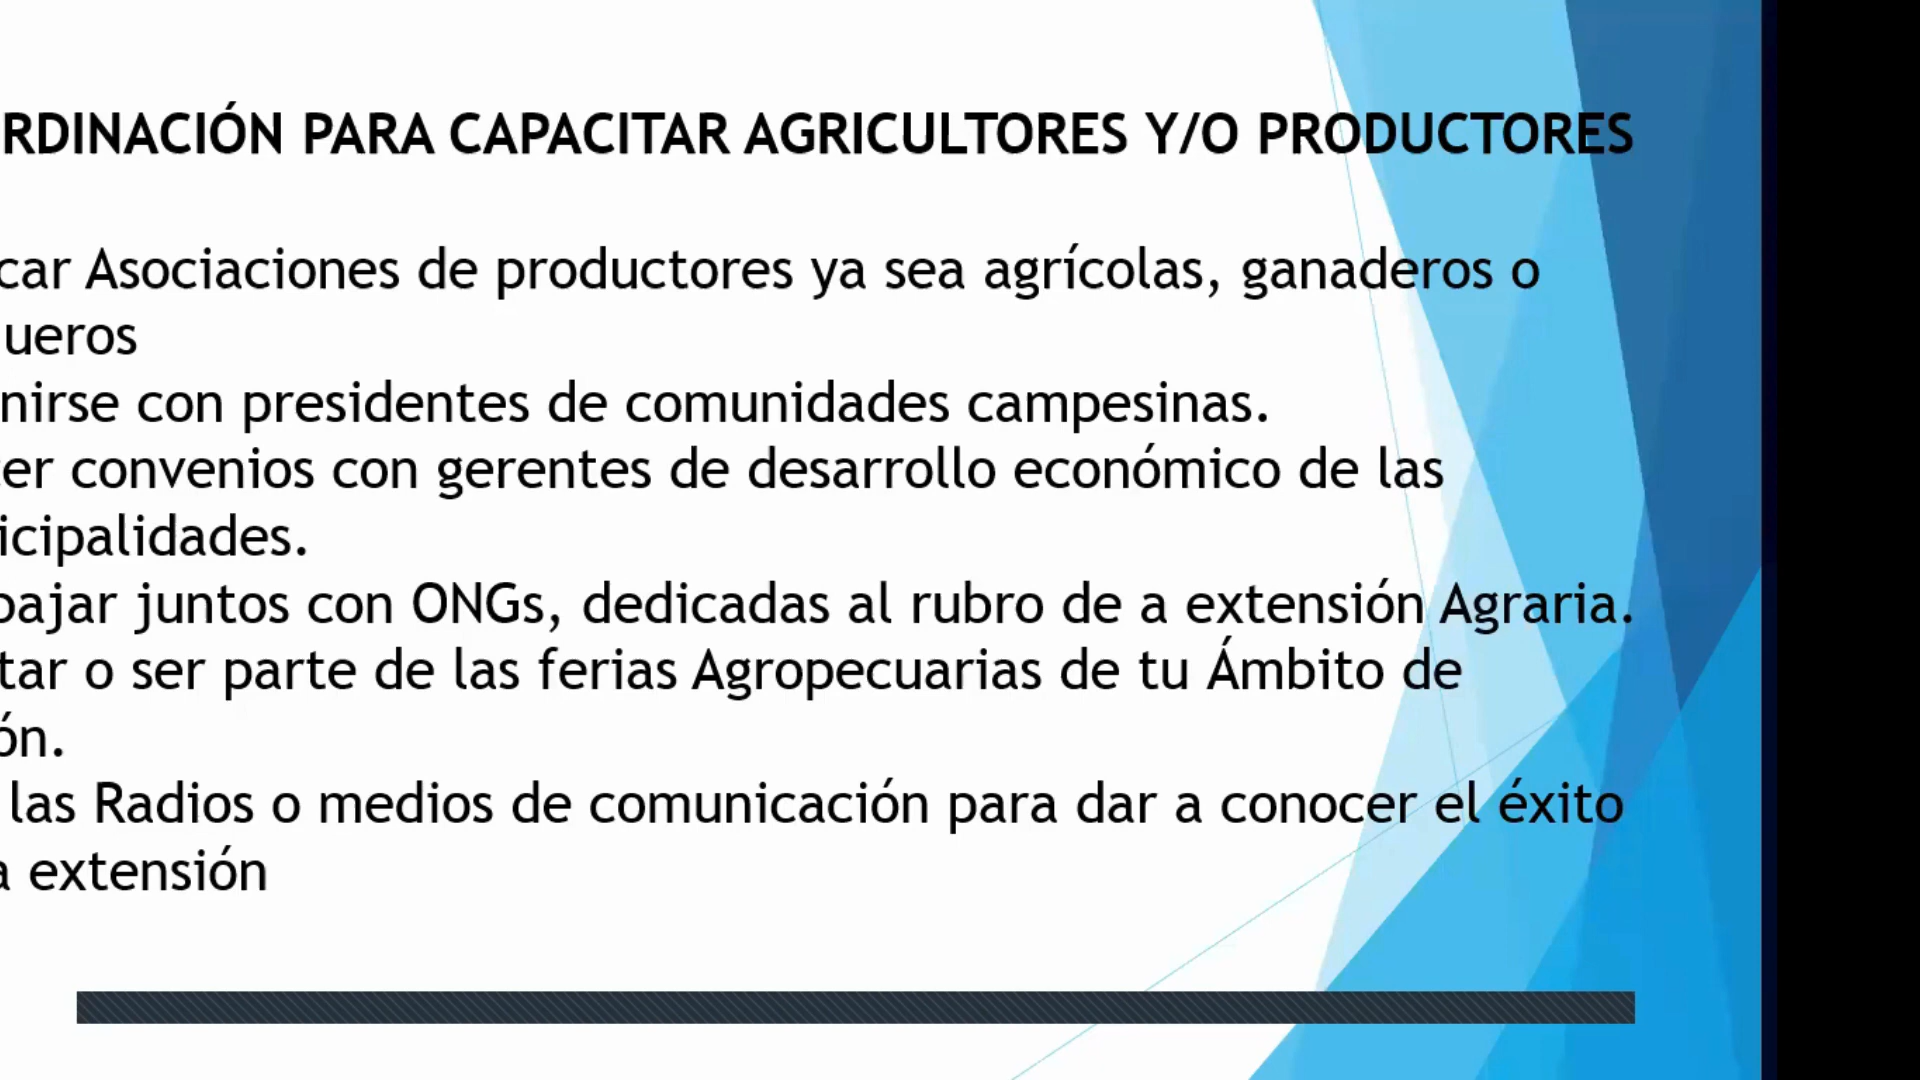 RDINACIÓN PARA CAPACITAR AGRICULTORES Y/O PRODUCTORES
car Asociaciones de productores ya sea agrícolas, ganaderos o
ueros
nirse con presidentes de comunidades campesinas.
er convenios con gerentes de desarrollo económico de las
icipalidades.
bajar juntos con ONGs, dedicadas al rubro de a extensión Agraria.
tar o ser parte de las ferias Agropecuarias de tu Ámbito de
ón.
las Radios o medios de comunicación para dar a conocer el éxito
a extensión